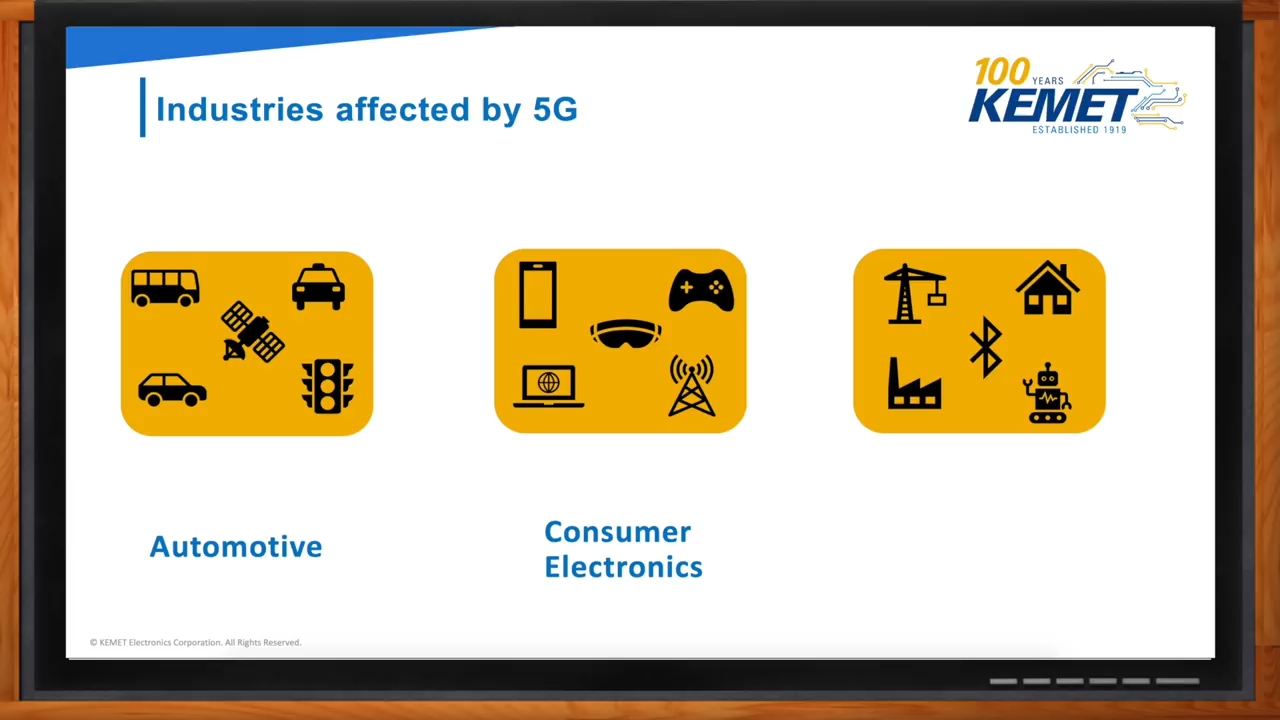 Industries affected by 5G
100 YEARS
KEMET
ESTABLISHED 1919
Automotive
Consumer
Electronics
© KEMET Electronics Corporation. All Rights Reserved.